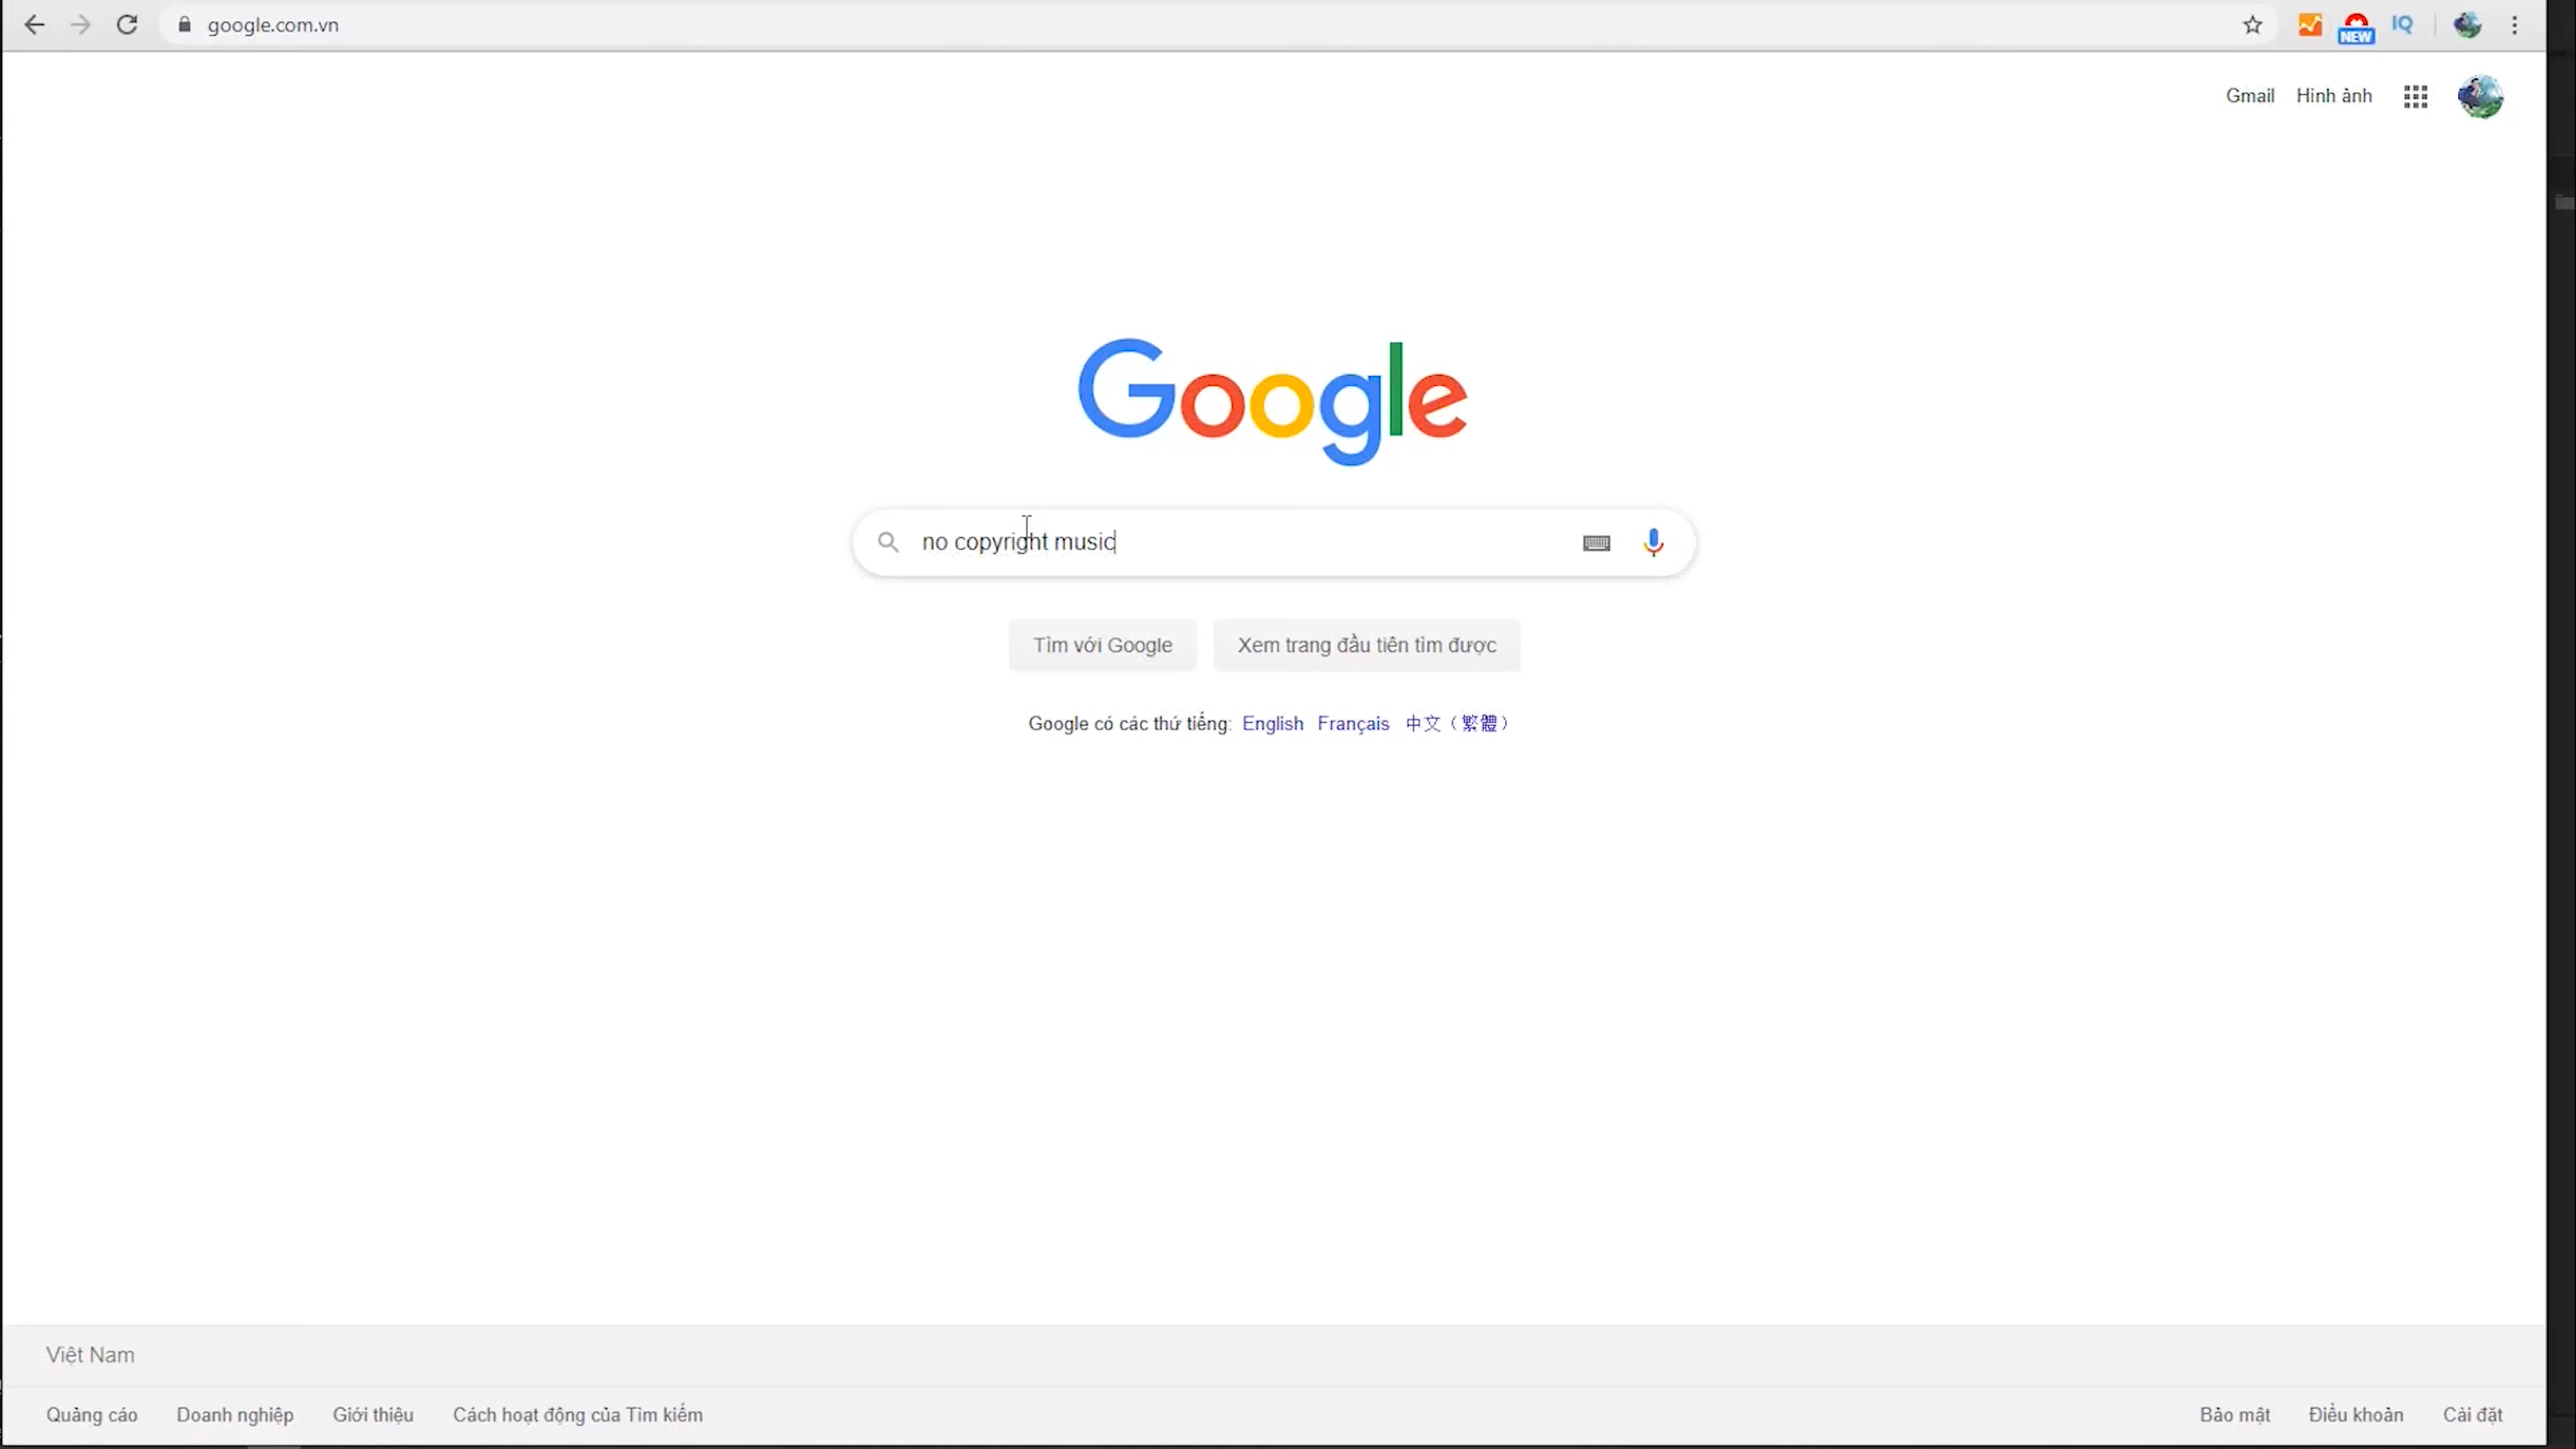 google.com.vn
NEW
IQ
Gmail Hình ảnh
Google
no copyright music
Tìm với Google Xem trang đầu tiên tìm được
Google có các thứ tiếng: English Français 中文（繁體）
Việt Nam
Quảng cáo Doanh nghiệp Giới thiệu Cách hoạt động của Tìm kiếm Bảo mật Điều khoản Cài đặt